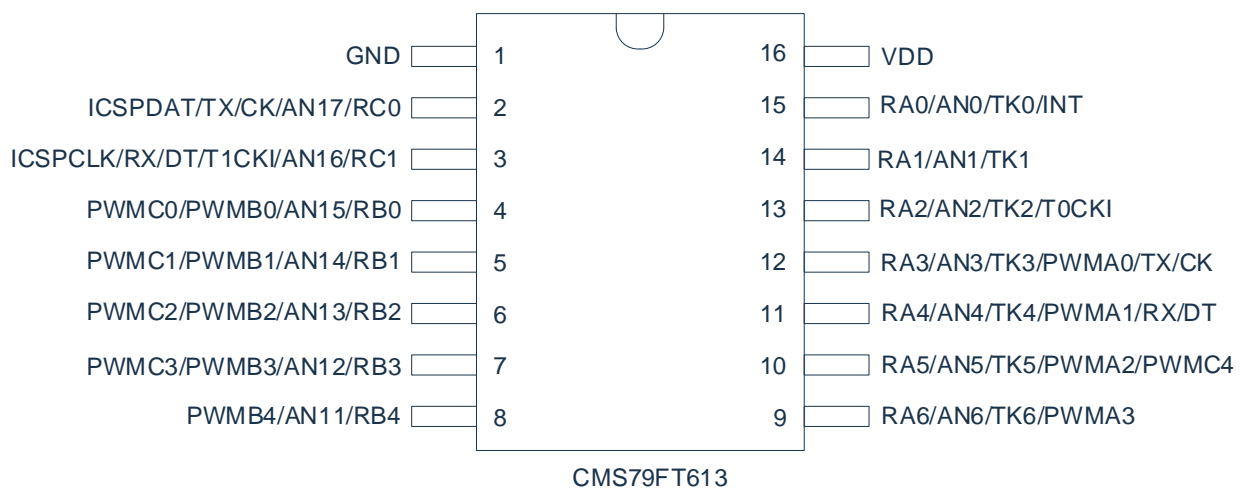 GND 1 16 VDD
ICSPDAT/TX/CK/AN17/RC0 2 15 RA0/AN0/TK0/INT
ICSPCLK/RX/DT/T1CKI/AN16/RC1 3 14 RA1/AN1/TK1
PWMC0/PWMB0/AN15/RB0 4 13 RA2/AN2/TK2/T0CKI
PWMC1/PWMB1/AN14/RB1 5 12 RA3/AN3/TK3/PWMA0/TX/CK
PWMC2/PWMB2/AN13/RB2 6 11 RA4/AN4/TK4/PWMA1/RX/DT
PWMC3/PWMB3/AN12/RB3 7 10 RA5/AN5/TK5/PWMA2/PWMC4
PWMB4/AN11/RB4 8 9 RA6/AN6/TK6/PWMA3
CMS79FT613